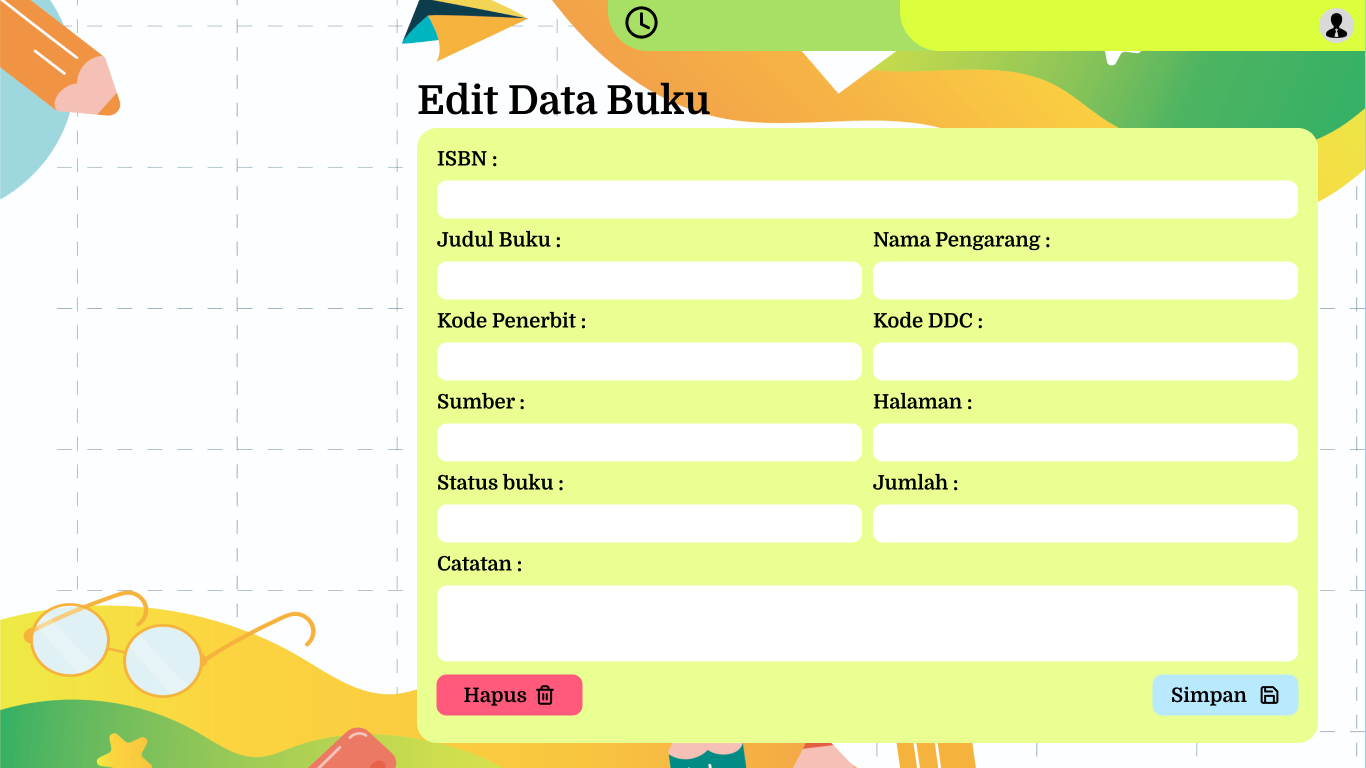 Edit Data Buku
ISBN :
Judul Buku :
Nama Pengarang :
Kode Penerbit :
Kode DDC :
Sumber :
Halaman :
Status buku :
Jumlah :
Catatan :
Hapus
Simpan